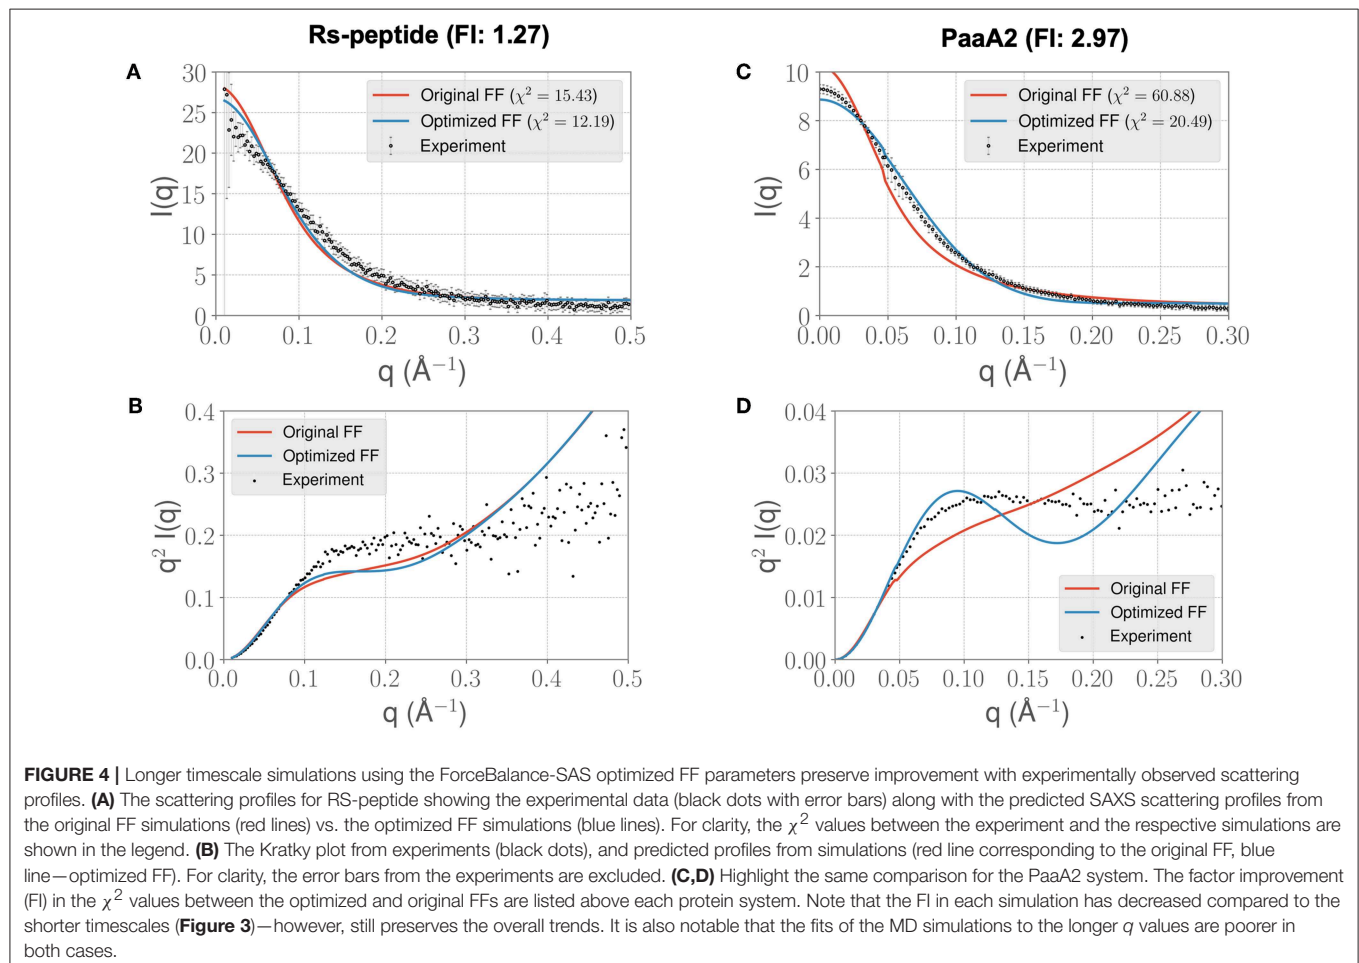 Rs-peptide (FI: 1.27)
A
30
25
20
15
10
5
0
I(q)
Original FF (χ² = 15.43)
Optimized FF (χ² = 12.19)
Experiment
0.0 0.1 0.2 0.3 0.4 0.5
q (Å⁻¹)
B
0.4
0.3
0.2
0.1
0.0
q² I(q)
Original FF
Optimized FF
Experiment
0.0 0.1 0.2 0.3 0.4 0.5
q (Å⁻¹)
PaaA2 (FI: 2.97)
C
10
8
6
4
2
0
I(q)
Original FF (χ² = 60.88)
Optimized FF (χ² = 20.49)
Experiment
0.00 0.05 0.10 0.15 0.20 0.25 0.30
q (Å⁻¹)
D
0.04
0.03
0.02
0.01
0.00
q² I(q)
Original FF
Optimized FF
Experiment
0.00 0.05 0.10 0.15 0.20 0.25 0.30
q (Å⁻¹)
FIGURE 4 | Longer timescale simulations using the ForceBalance-SAS optimized FF parameters preserve improvement with experimentally observed scattering
profiles. (A) The scattering profiles for RS-peptide showing the experimental data (black dots with error bars) along with the predicted SAXS scattering profiles from
the original FF simulations (red lines) vs. the optimized FF simulations (blue lines). For clarity, the χ² values between the experiment and the respective simulations are
shown in the legend. (B) The Kratky plot from experiments (black dots), and predicted profiles from simulations (red line corresponding to the original FF, blue
line—optimized FF). For clarity, the error bars from the experiments are excluded. (C,D) Highlight the same comparison for the PaaA2 system. The factor improvement
(FI) in the χ² values between the optimized and original FFs are listed above each protein system. Note that the FI in each simulation has decreased compared to the
shorter timescales (Figure 3)—however, still preserves the overall trends. It is also notable that the fits of the MD simulations to the longer q values are poorer in
both cases.